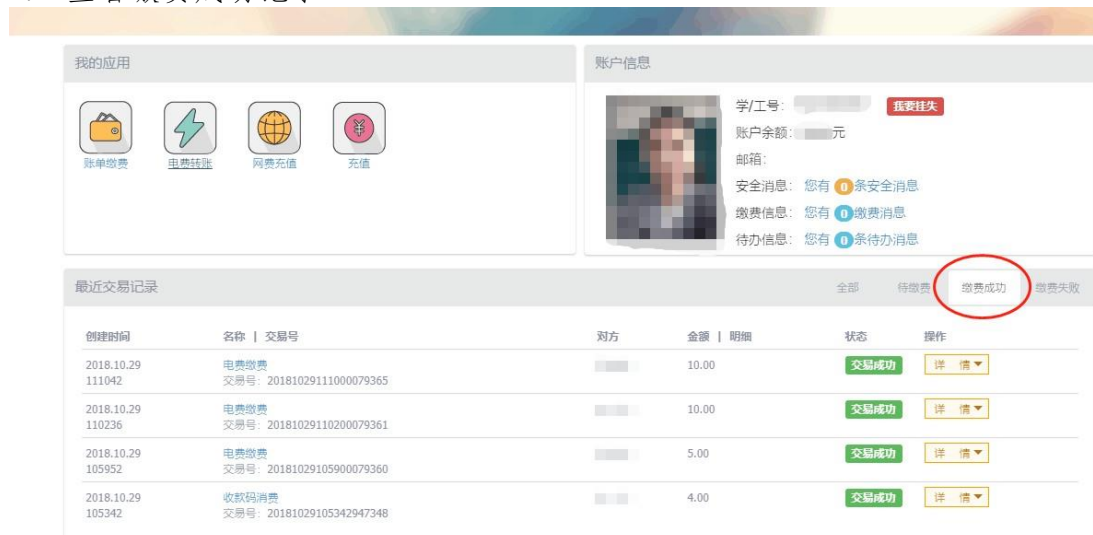 我的应用
账单缴费 电费转账 网费充值 充值
账户信息
学/工号: 我要挂失
账户余额: 元
邮箱:
安全消息: 您有 0 条安全消息
缴费信息: 您有 0 缴费消息
待办信息: 您有 0 条待办消息
最近交易记录 全部 待缴费 缴费成功 缴费失败
创建时间 名称 | 交易号 对方 金额 | 明细 状态 操作
2018.10.29 电费缴费 10.00 交易成功 详 情
111042 交易号: 20181029111000079365
2018.10.29 电费缴费 10.00 交易成功 详 情
110236 交易号: 20181029110200079361
2018.10.29 电费缴费 5.00 交易成功 详 情
105952 交易号: 20181029105900079360
2018.10.29 收款码消费 4.00 交易成功 详 情
105342 交易号: 20181029105342947348